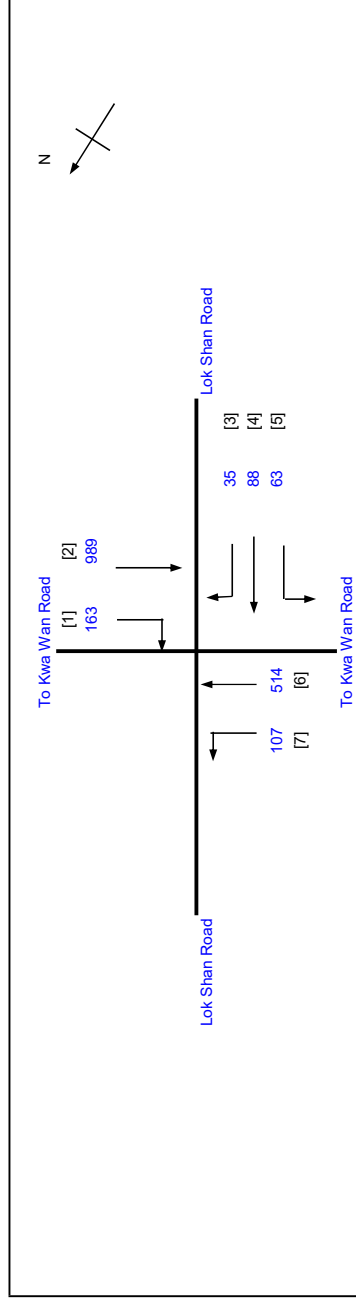 N
To Kwa Wan Road
[1] [2]
163 989
Lok Shan Road
35 [3]
88 [4]
63 [5]
Lok Shan Road
107 514
[7] [6]
To Kwa Wan Road